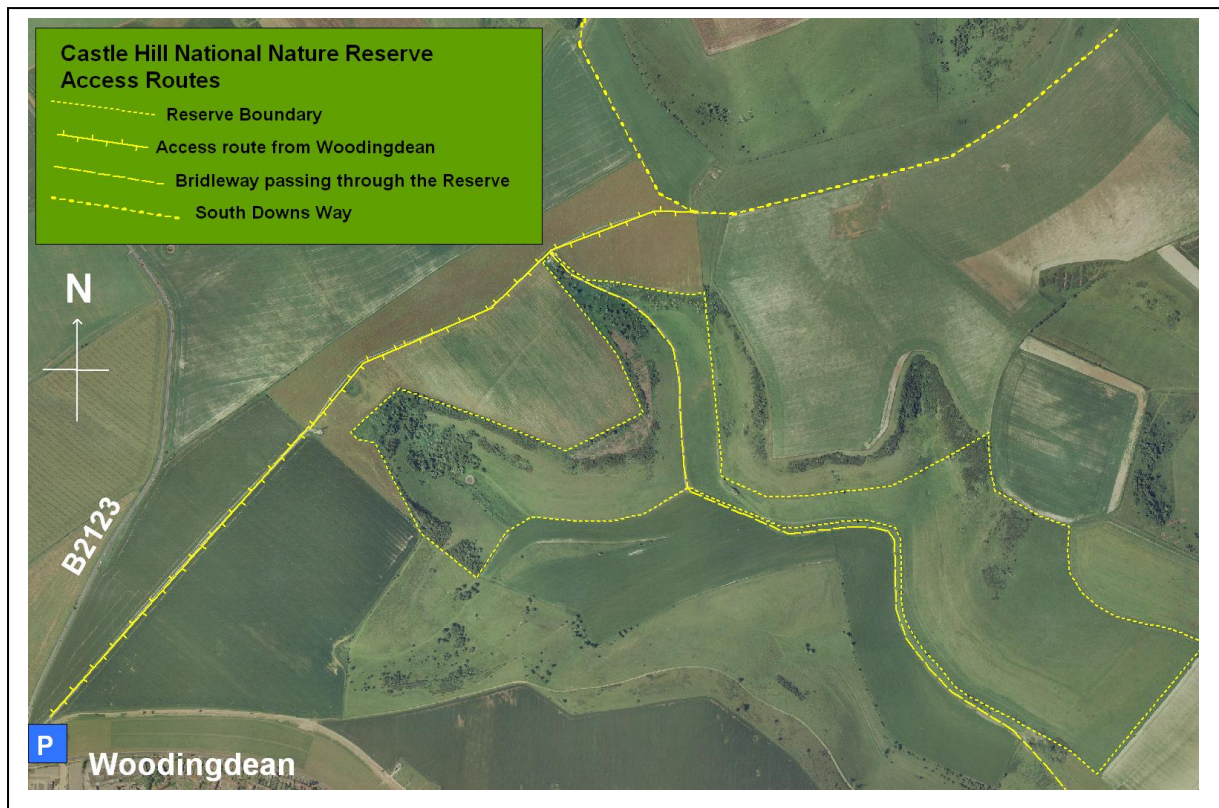 Castle Hill National Nature Reserve
Access Routes
Reserve Boundary
Access route from Woodingdean
Bridleway passing through the Reserve
South Downs Way
N
B2123
P
Woodingdean